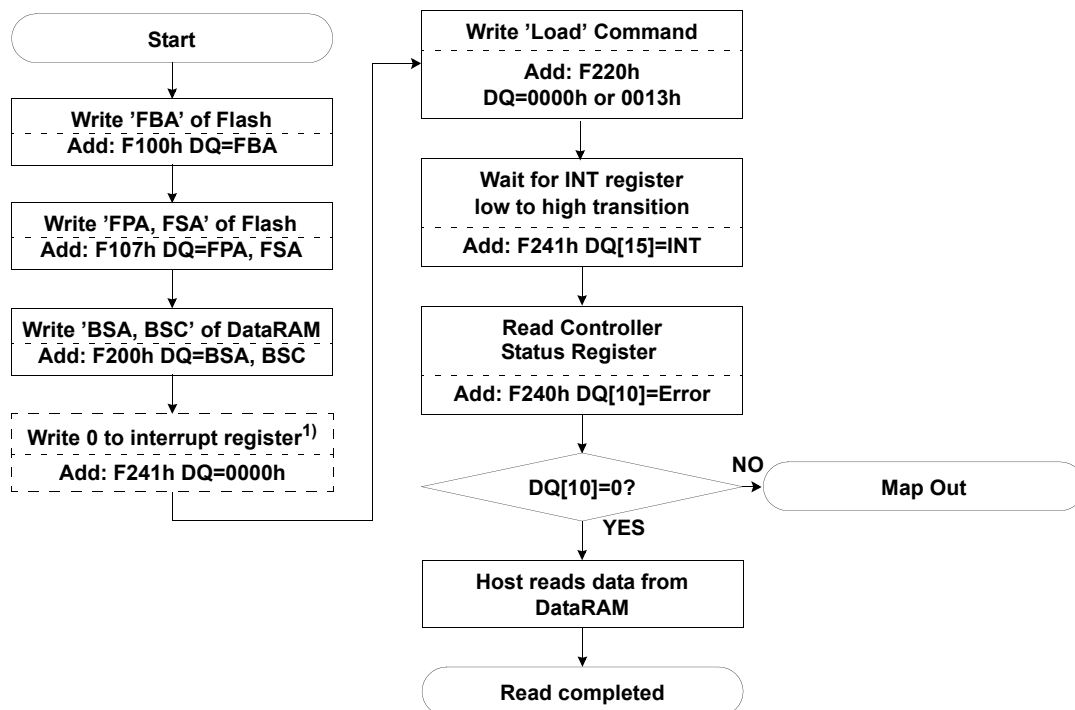 Start
Write ’FBA’ of Flash
Add: F100h DQ=FBA
Write ’FPA, FSA’ of Flash
Add: F107h DQ=FPA, FSA
Write ’BSA, BSC’ of DataRAM
Add: F200h DQ=BSA, BSC
Write 0 to interrupt register1)
Add: F241h DQ=0000h
Write ’Load’ Command
Add: F220h
DQ=0000h or 0013h
Wait for INT register
low to high transition
Add: F241h DQ[15]=INT
Read Controller
Status Register
Add: F240h DQ[10]=Error
DQ[10]=0?
NO
Map Out
YES
Host reads data from
DataRAM
Read completed